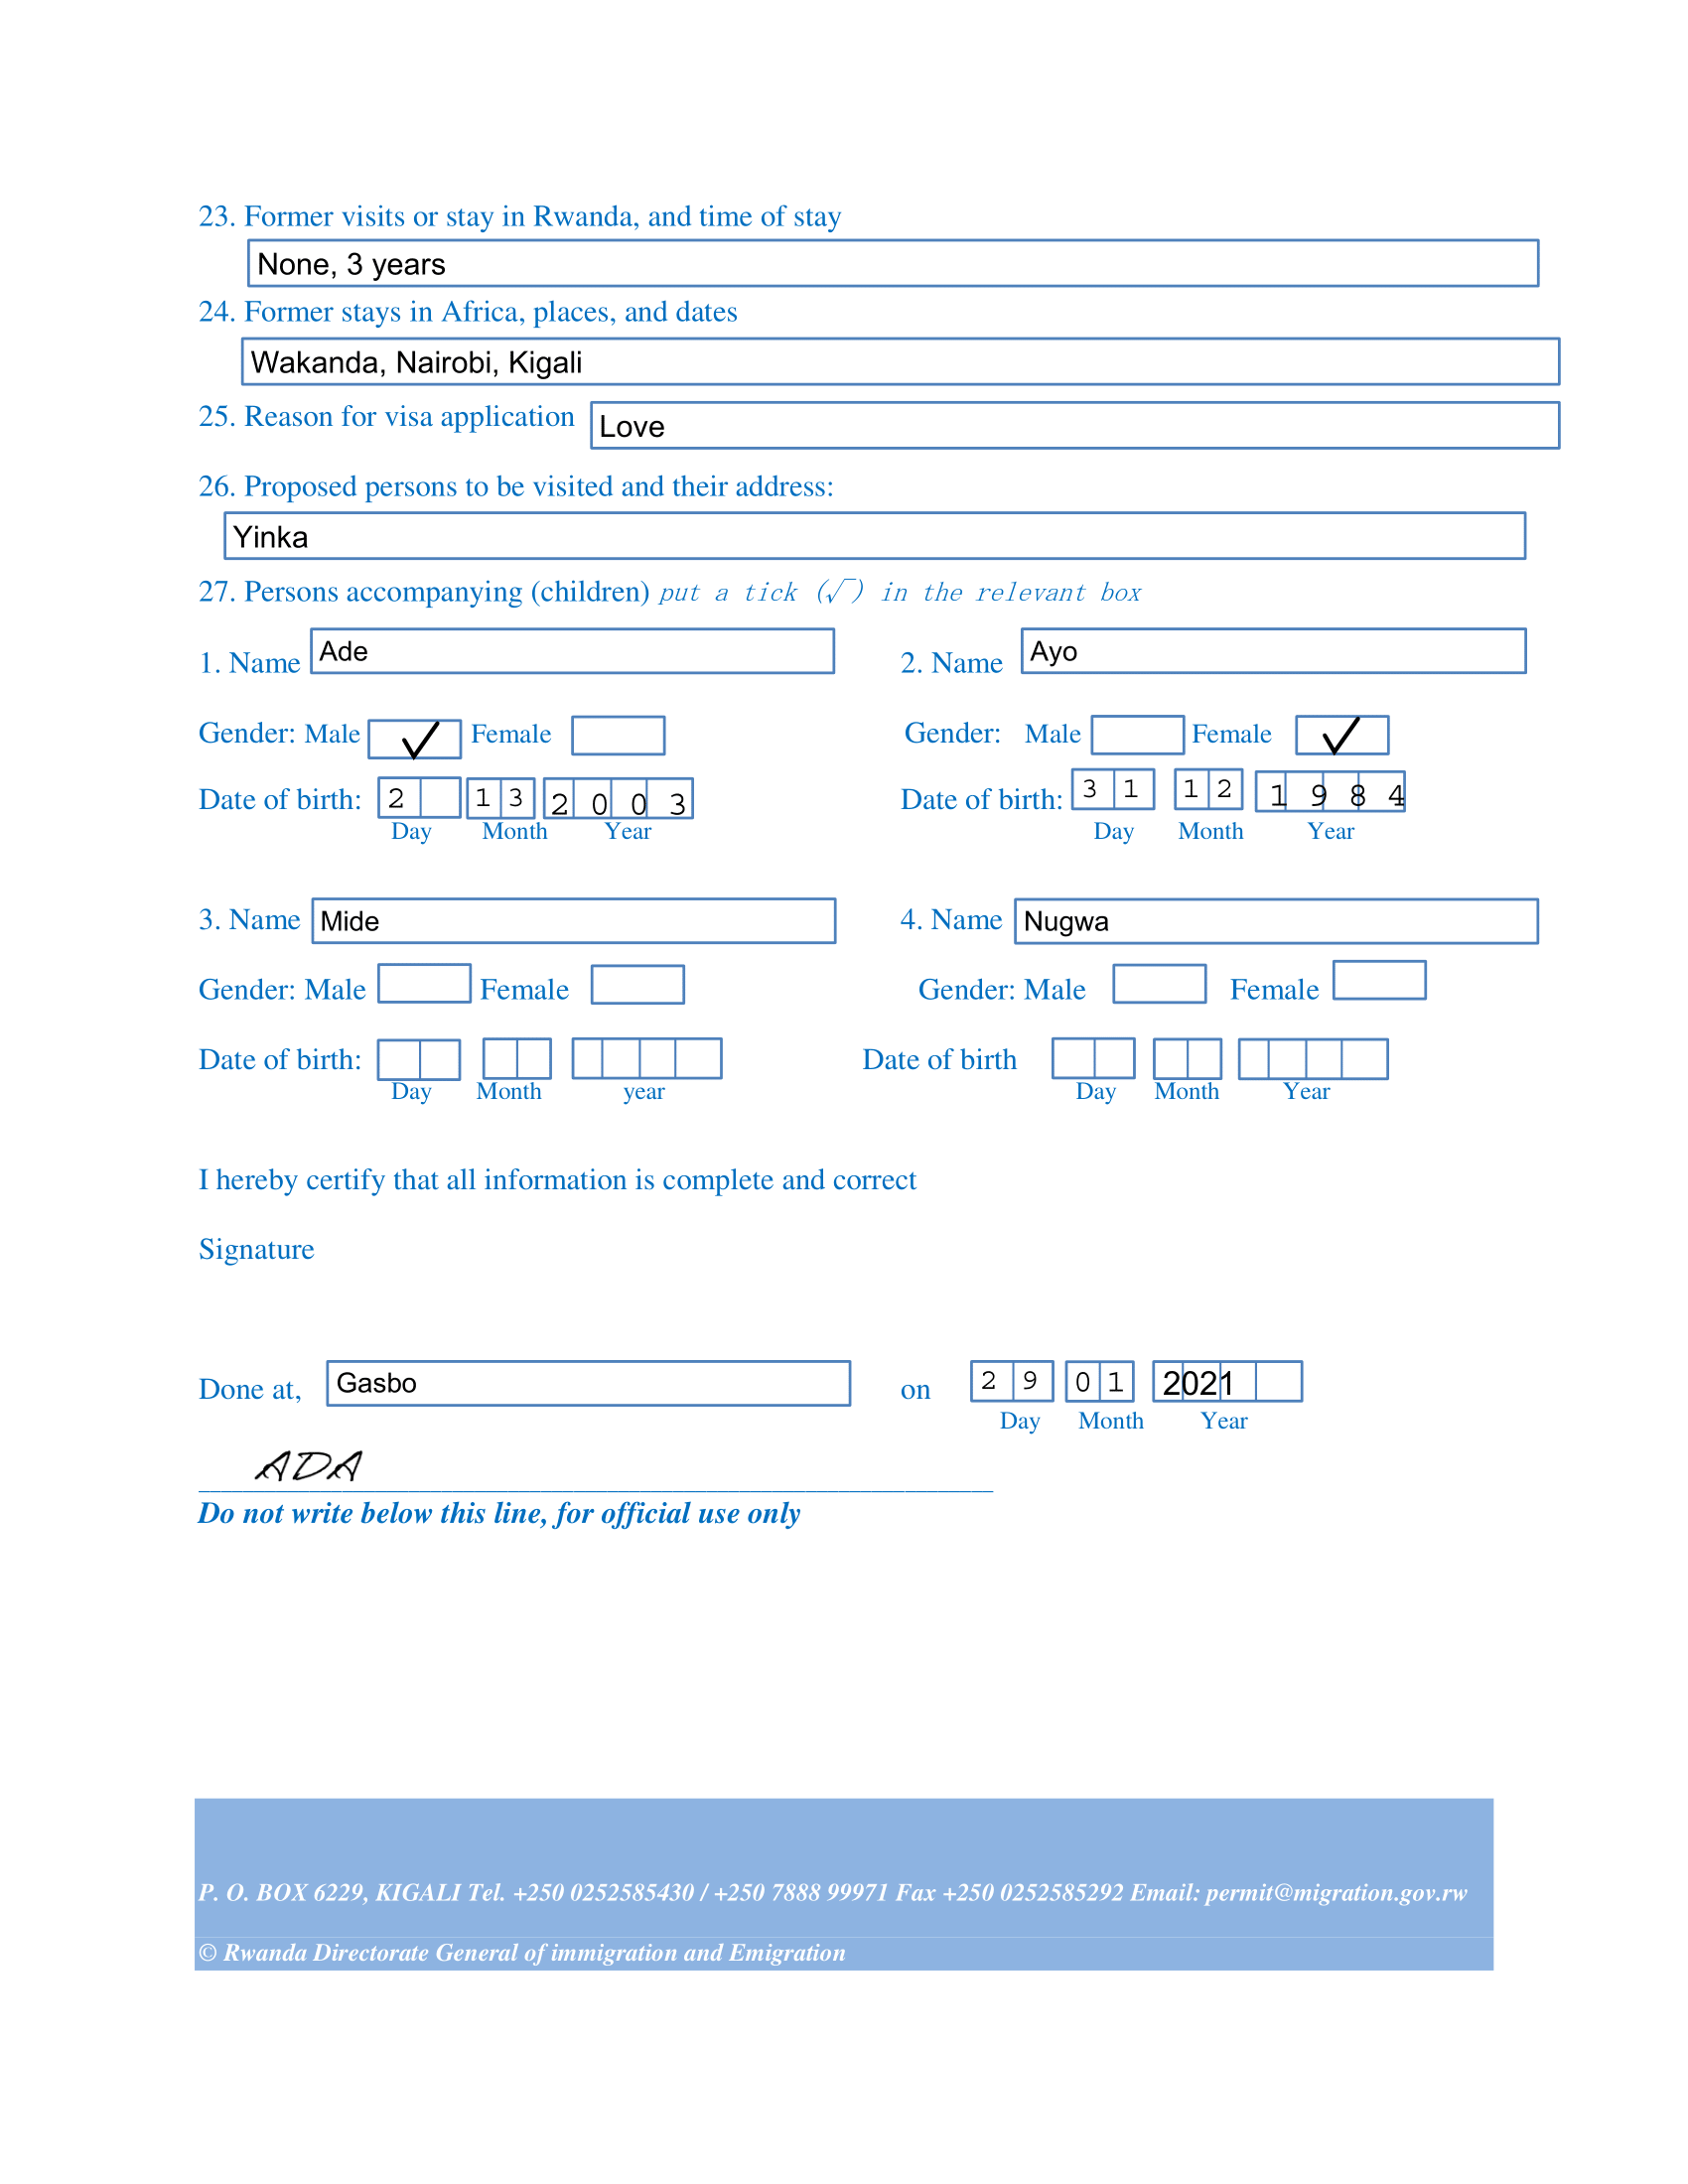 23. Former visits or stay in Rwanda, and time of stay
None, 3 years
24. Former stays in Africa, places, and dates
Wakanda, Nairobi, Kigali
25. Reason for visa application Love
26. Proposed persons to be visited and their address:
Yinka
27. Persons accompanying (children) put a tick (√) in the relevant box
1. Name Ade 2. Name Ayo
Gender: Male ✓ Female Gender: Male Female ✓
Date of birth: 2 13 2003 Date of birth: 31 12 1984
Day Month Year Day Month Year
3. Name Mide 4. Name Nugwa
Gender: Male Female Gender: Male Female
Date of birth: Date of birth
Day Month year Day Month Year
I hereby certify that all information is complete and correct
Signature
Done at, Gasbo on 29 01 2021
Day Month Year
ADA
Do not write below this line, for official use only
P. O. BOX 6229, KIGALI Tel. +250 0252585430 / +250 7888 99971 Fax +250 0252585292 Email: permit@migration.gov.rw
© Rwanda Directorate General of immigration and Emigration